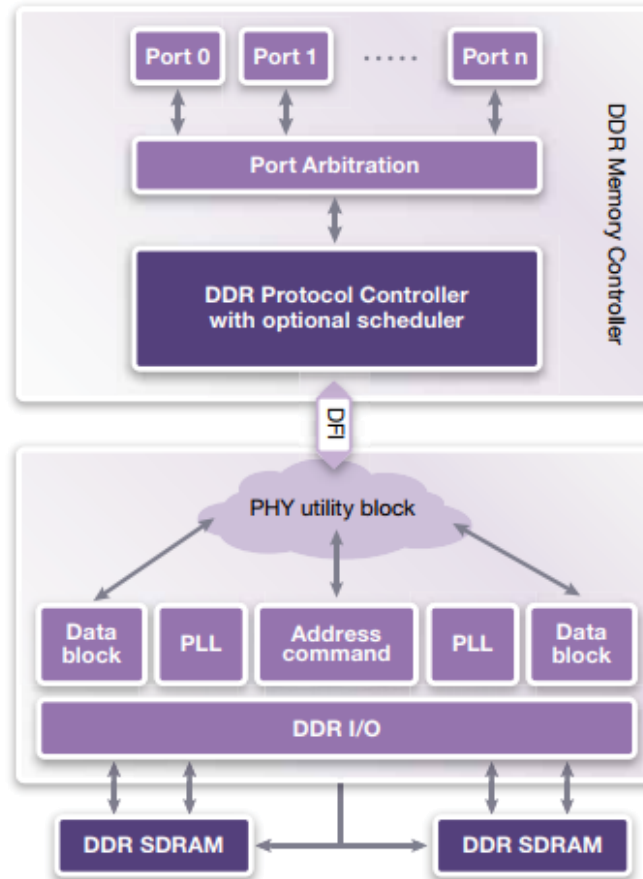 Port 0
Port 1
.....
Port n
Port Arbitration
DDR Protocol Controller
with optional scheduler
DDR Memory Controller
DFI
PHY utility block
Data
block
PLL
Address
command
PLL
Data
block
DDR I/O
DDR SDRAM
DDR SDRAM